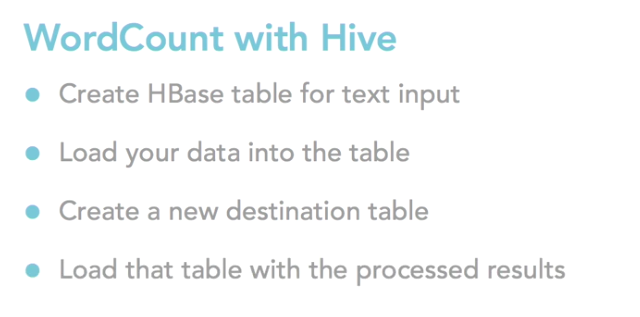 WordCount with Hive
• Create HBase table for text input
• Load your data into the table
• Create a new destination table
• Load that table with the processed results